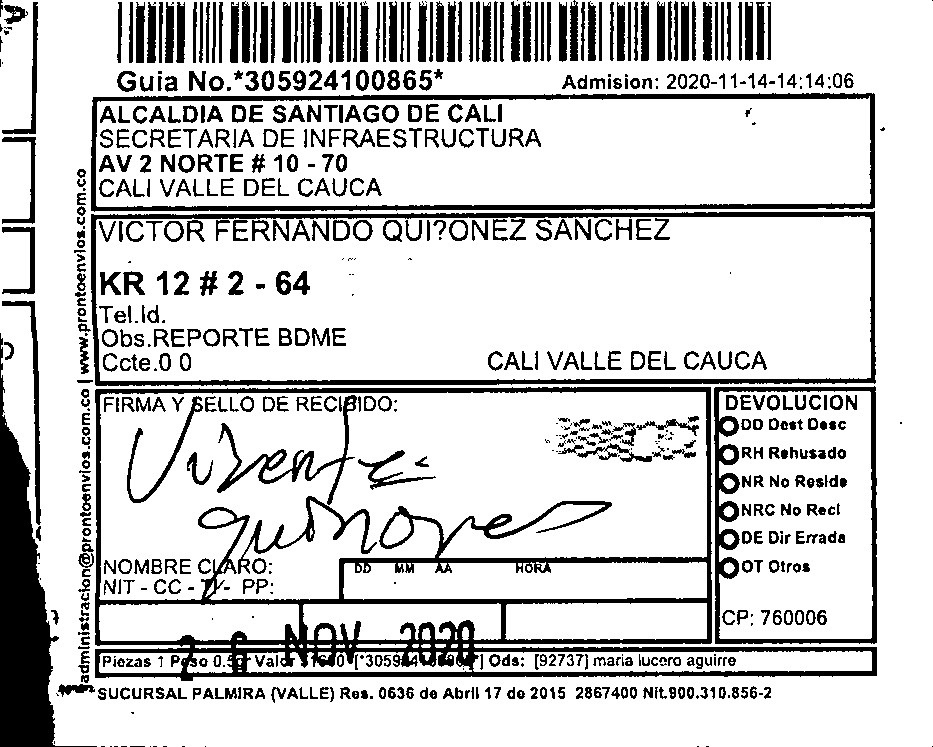 Guia No.*305924100865*
Admision: 2020-11-14-14:14:06
ALCALDIA DE SANTIAGO DE CALI
SECRETARIA DE INFRAESTRUCTURA
AV 2 NORTE # 10 - 70
CALI VALLE DEL CAUCA
VICTOR FERNANDO QUI?ONEZ SANCHEZ
KR 12 # 2 - 64
Tel.Id.
Obs.REPORTE BDME
Ccte.0 0
CALI VALLE DEL CAUCA
administracion@prontoenvios.com.co | www.prontoenvios.com.co
FIRMA Y SELLO DE RECIBIDO:
Vizente
quiñones
NOMBRE CLARO:
NIT - CC - TI - PP:
DD MM AA HORA
DEVOLUCION
DD Dest Desc
RH Rehusado
NR No Reside
NRC No Recl
DE Dir Errada
OT Otros
CP: 760006
26 NOV 2020
Piezas 1 Peso 0.5gr Valor Ods: [92737] maria lucero aguirre
SUCURSAL PALMIRA (VALLE) Res. 0636 de Abril 17 de 2015 2867400 Nit.900.310.856-2